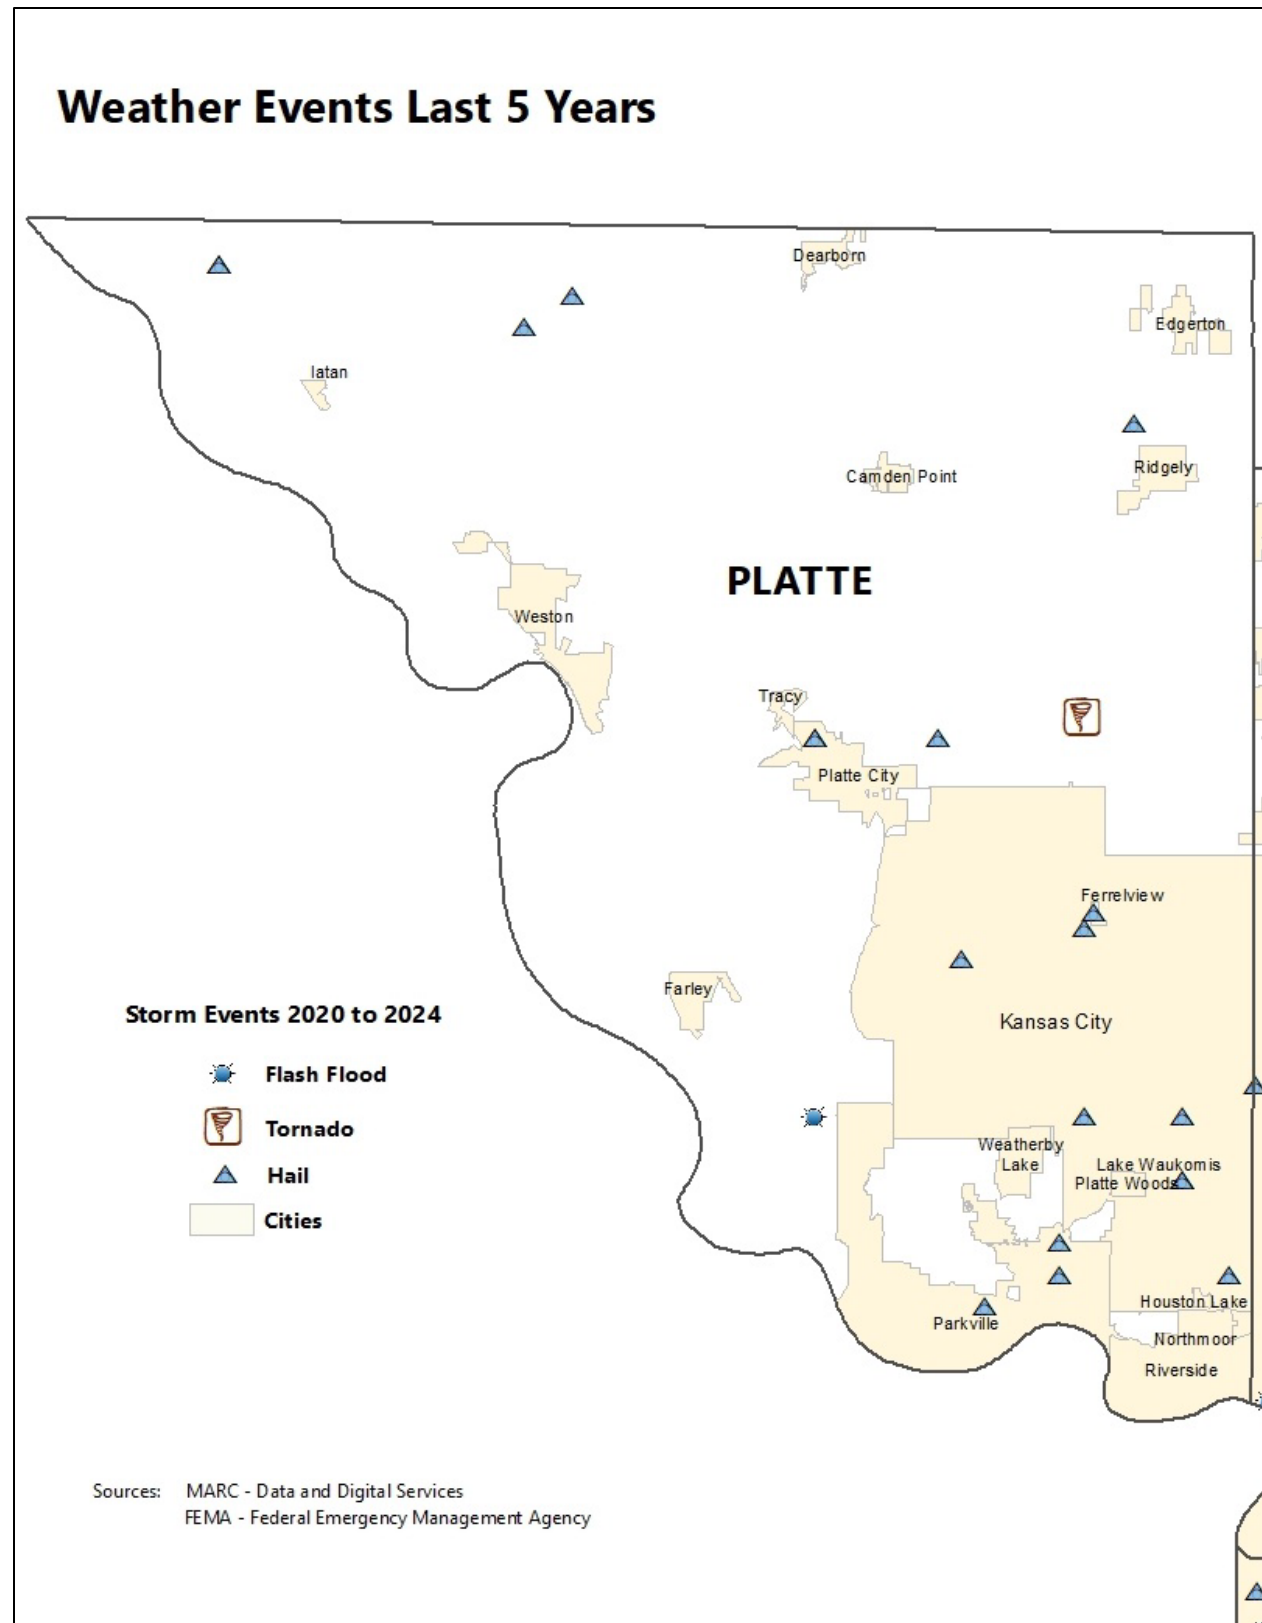 Weather Events Last 5 Years
Dearborn
Edgerton
Iatan
Ridgely
Camden Point
PLATTE
Weston
Tracy
Platte City
Ferrelview
Farley
Kansas City
Storm Events 2020 to 2024
Flash Flood
Tornado
Hail
Cities
Weatherby
Lake
Lake Waukomis
Platte Woods
Houston Lake
Parkville
Northmoor
Riverside
Sources: MARC - Data and Digital Services
FEMA - Federal Emergency Management Agency